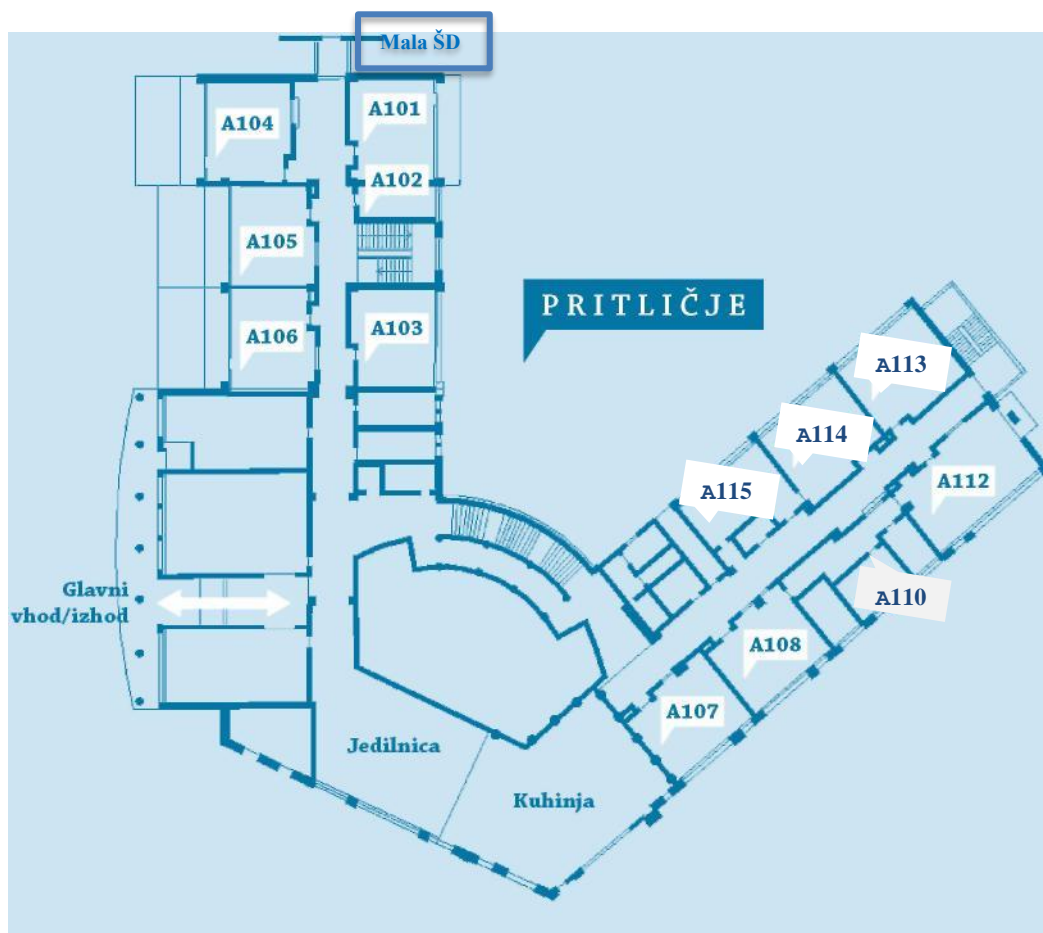 Mala ŠD
A104
A101
A102
A105
A106
A103
PRITLIČJE
A113
A114
A115
A112
Glavni
vhod/izhod
A110
A108
A107
Jedilnica
Kuhinja